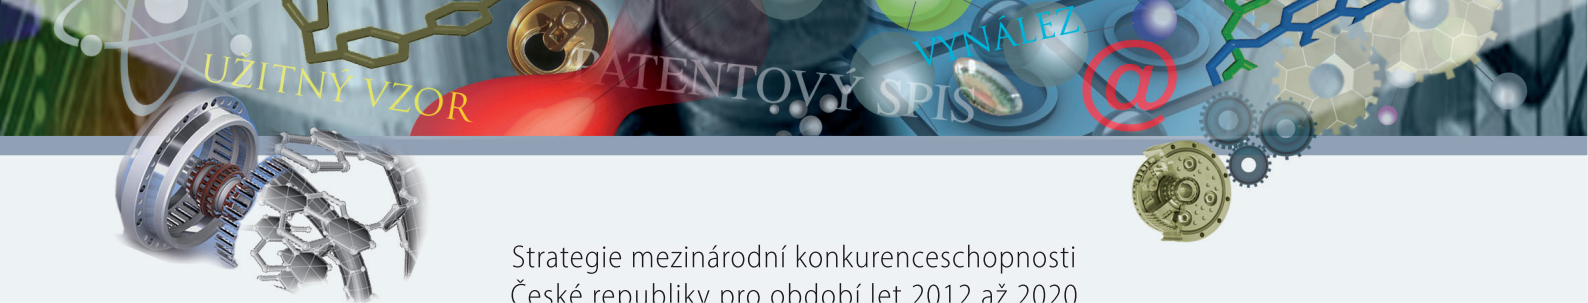 UŽITNÝ VZOR
PATENTOVÝ SPIS
VYNÁLEZ
@
Strategie mezinárodní konkurenceschopnosti
České republiky pro období let 2012 až 2020